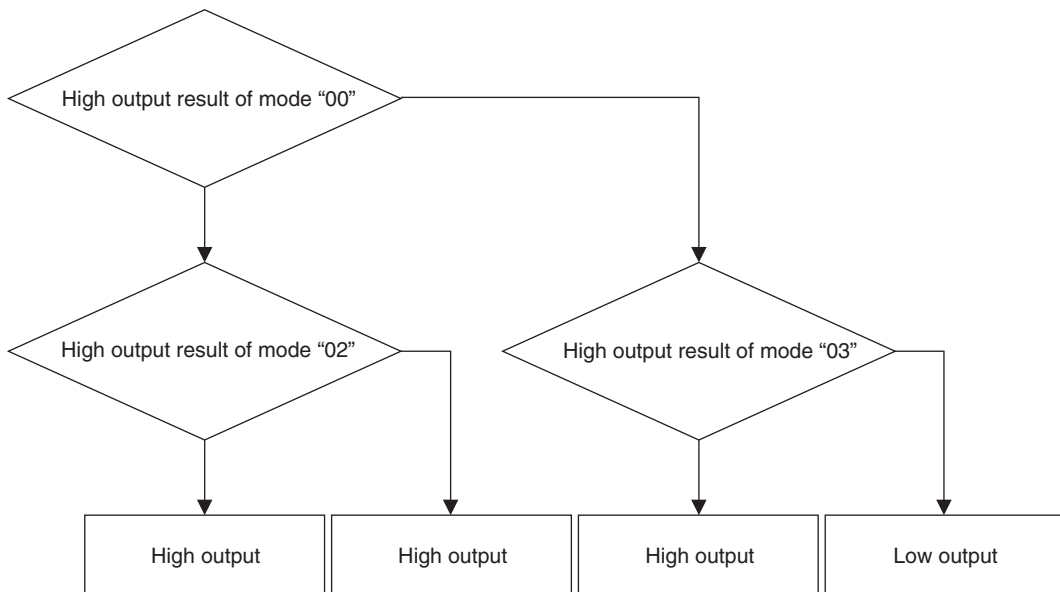 High output result of mode “00”
High output result of mode “02”
High output result of mode “03”
High output
High output
High output
Low output